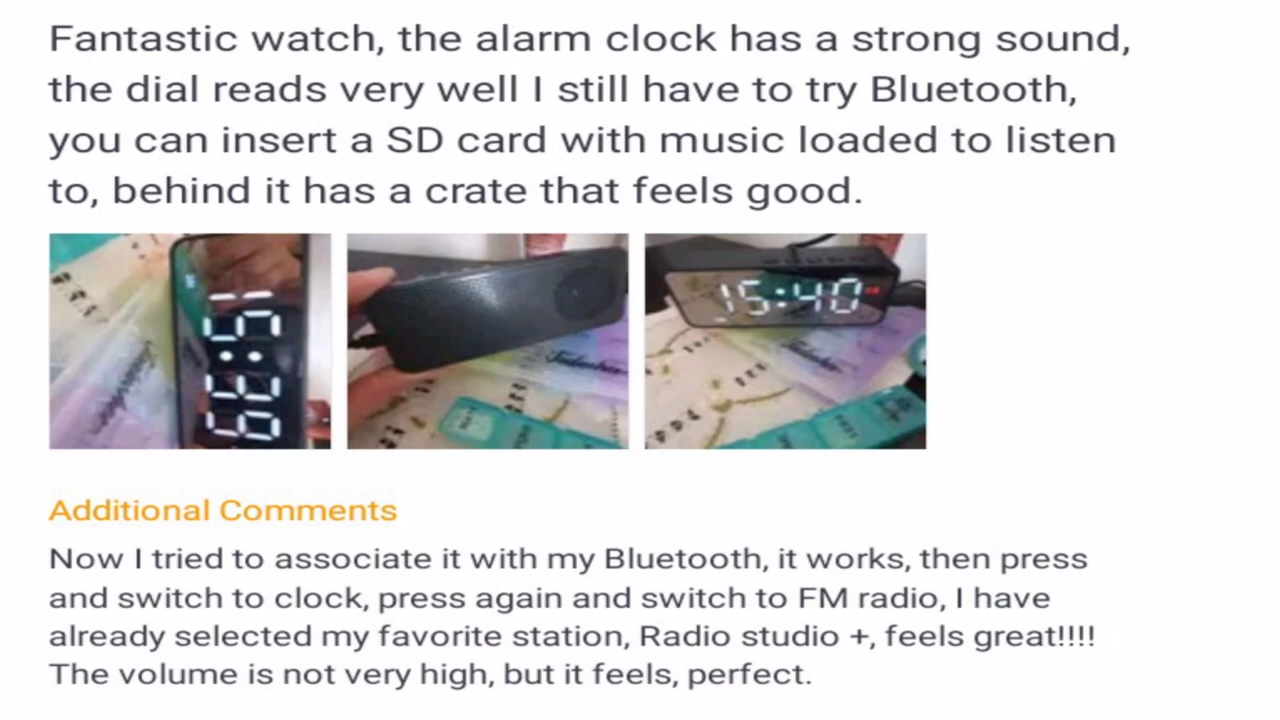 Fantastic watch, the alarm clock has a strong sound,
the dial reads very well I still have to try Bluetooth,
you can insert a SD card with music loaded to listen
to, behind it has a crate that feels good.
15:40
Additional Comments
Now I tried to associate it with my Bluetooth, it works, then press
and switch to clock, press again and switch to FM radio, I have
already selected my favorite station, Radio studio +, feels great!!!!
The volume is not very high, but it feels, perfect.